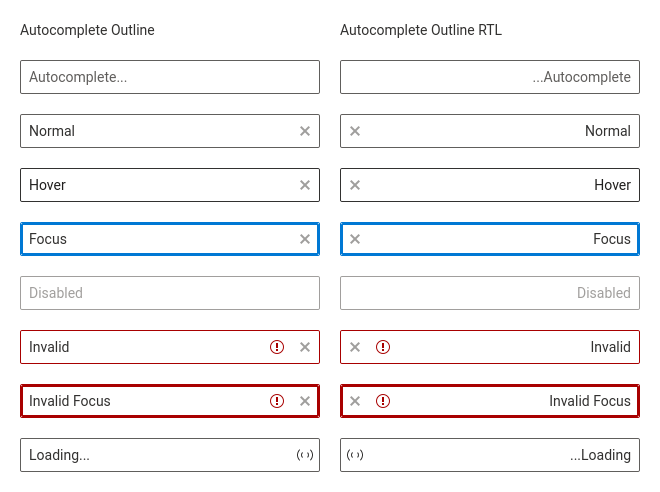 Autocomplete Outline
Autocomplete...
Normal
Hover
Focus
Disabled
Invalid
Invalid Focus
Loading...
Autocomplete Outline RTL
...Autocomplete
Normal
Hover
Focus
Disabled
Invalid
Invalid Focus
...Loading